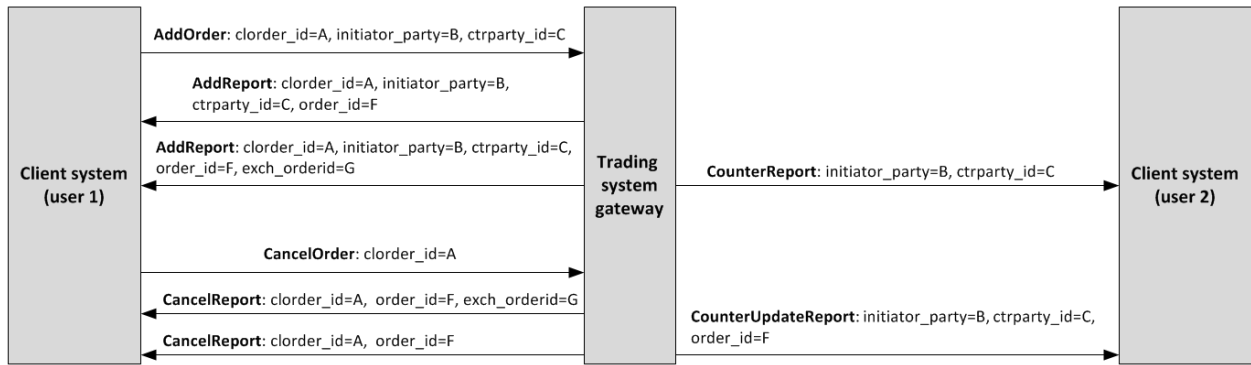 AddOrder: clorder_id=A, initiator_party=B, ctrparty_id=C
AddReport: clorder_id=A, initiator_party=B,
ctrparty_id=C, order_id=F
AddReport: clorder_id=A, initiator_party=B, ctrparty_id=C,
order_id=F, exch_orderid=G
Client system
(user 1)
Trading
system
gateway
CounterReport: initiator_party=B, ctrparty_id=C
Client system
(user 2)
CancelOrder: clorder_id=A
CancelReport: clorder_id=A,  order_id=F, exch_orderid=G
CounterUpdateReport: initiator_party=B, ctrparty_id=C,
order_id=F
CancelReport: clorder_id=A,  order_id=F